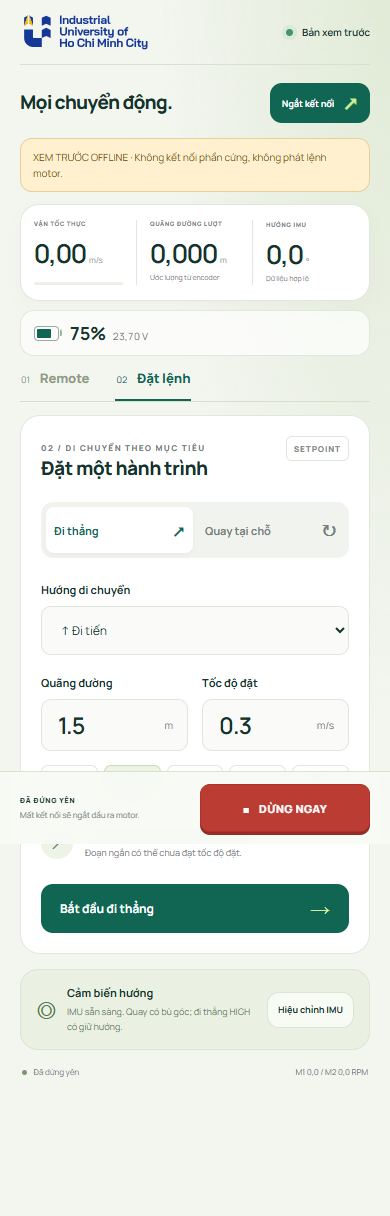 Industrial
University of
Ho Chi Minh City
Bản xem trước
Mọi chuyển động.
Ngắt kết nối ↗
XEM TRƯỚC OFFLINE · Không kết nối phần cứng, không phát lệnh
motor.
VẬN TỐC THỰC
0,00 m/s
QUÃNG ĐƯỜNG LƯỢT
0,000 m
Ước lượng từ encoder
HƯỚNG IMU
0,0 °
Dữ liệu hợp lệ
75% 23,70 V
01 Remote
02 Đặt lệnh
02 / DI CHUYỂN THEO MỤC TIÊU
SETPOINT
Đặt một hành trình
Đi thẳng ↗
Quay tại chỗ ↻
Hướng di chuyển
↑ Đi tiến
Quãng đường
Tốc độ đặt
1.5 m
0.3 m/s
ĐÃ DỪNG YÊN
Mất kết nối sẽ ngắt đầu ra motor.
■ DỪNG NGAY
Đoạn ngắn có thể chưa đạt tốc độ đặt.
Bắt đầu đi thẳng →
Cảm biến hướng
IMU sẵn sàng. Quay có bù góc; đi thẳng HIGH
có giữ hướng.
Hiệu chỉnh IMU
Đã dừng yên
M1 0,0 / M2 0,0 RPM